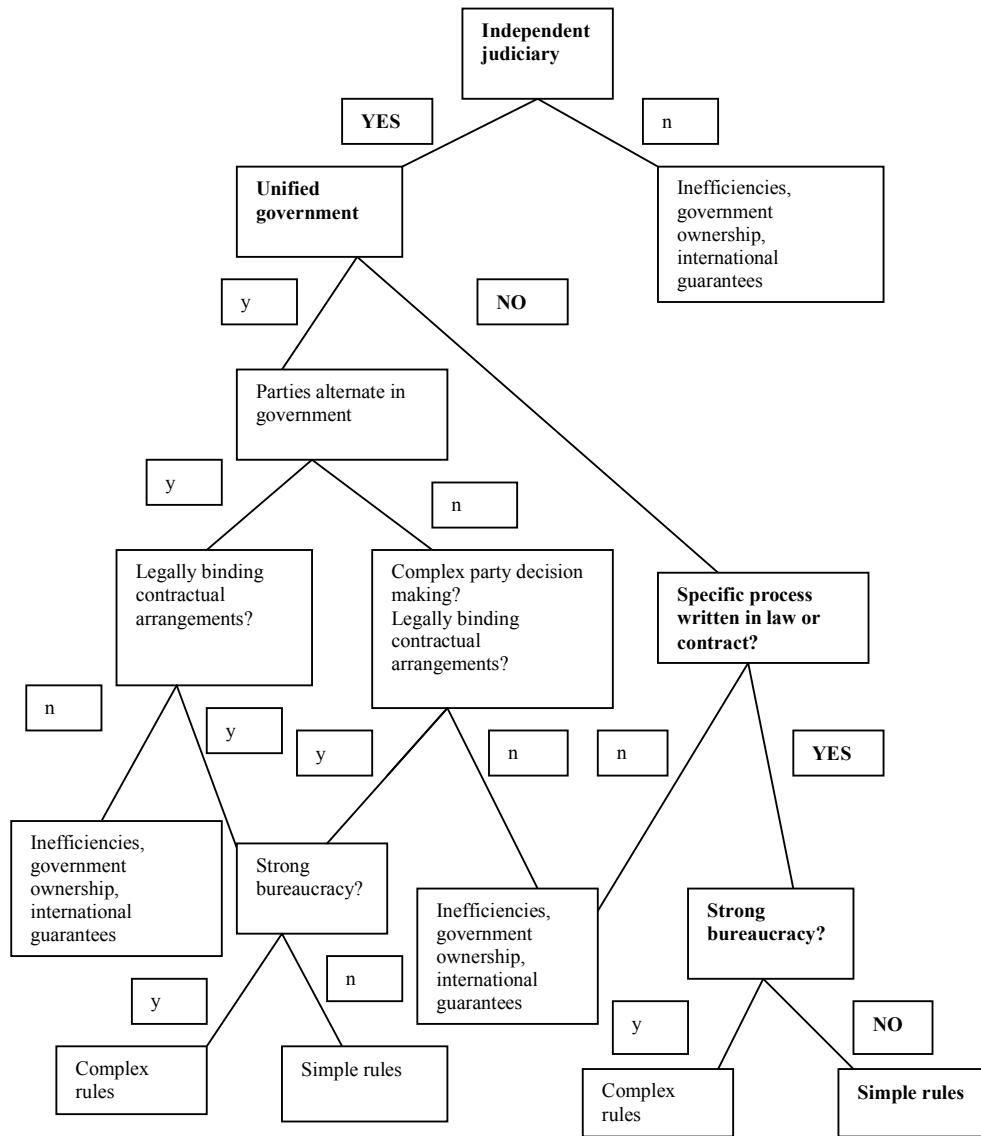 Independent
judiciary
YES
n
Unified
government
Inefficiencies,
government
ownership,
international
guarantees
y
NO
Parties alternate in
government
y
n
Legally binding
contractual
arrangements?
Complex party decision
making?
Legally binding
contractual
arrangements?
Specific process
written in law or
contract?
n
y
y
n
n
YES
Inefficiencies,
government
ownership,
international
guarantees
Strong
bureaucracy?
Inefficiencies,
government
ownership,
international
guarantees
Strong
bureaucracy?
y
n
y
NO
Complex
rules
Simple rules
Complex
rules
Simple rules